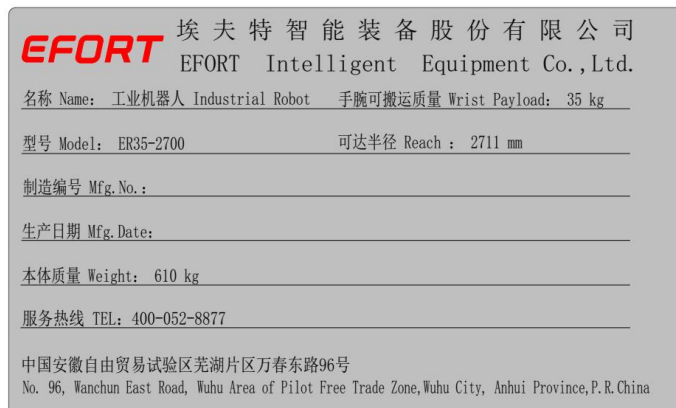 EFORT
埃夫特智能装备股份有限公司
EFORT Intelligent Equipment Co.,Ltd.
名称 Name: 工业机器人 Industrial Robot 手腕可搬运质量 Wrist Payload: 35 kg
型号 Model: ER35-2700 可达半径 Reach : 2711 mm
制造编号 Mfg.No.:
生产日期 Mfg.Date:
本体质量 Weight: 610 kg
服务热线 TEL: 400-052-8877
中国安徽自由贸易试验区芜湖片区万春东路96号
No. 96, Wanchun East Road, Wuhu Area of Pilot Free Trade Zone,Wuhu City, Anhui Province,P.R.China